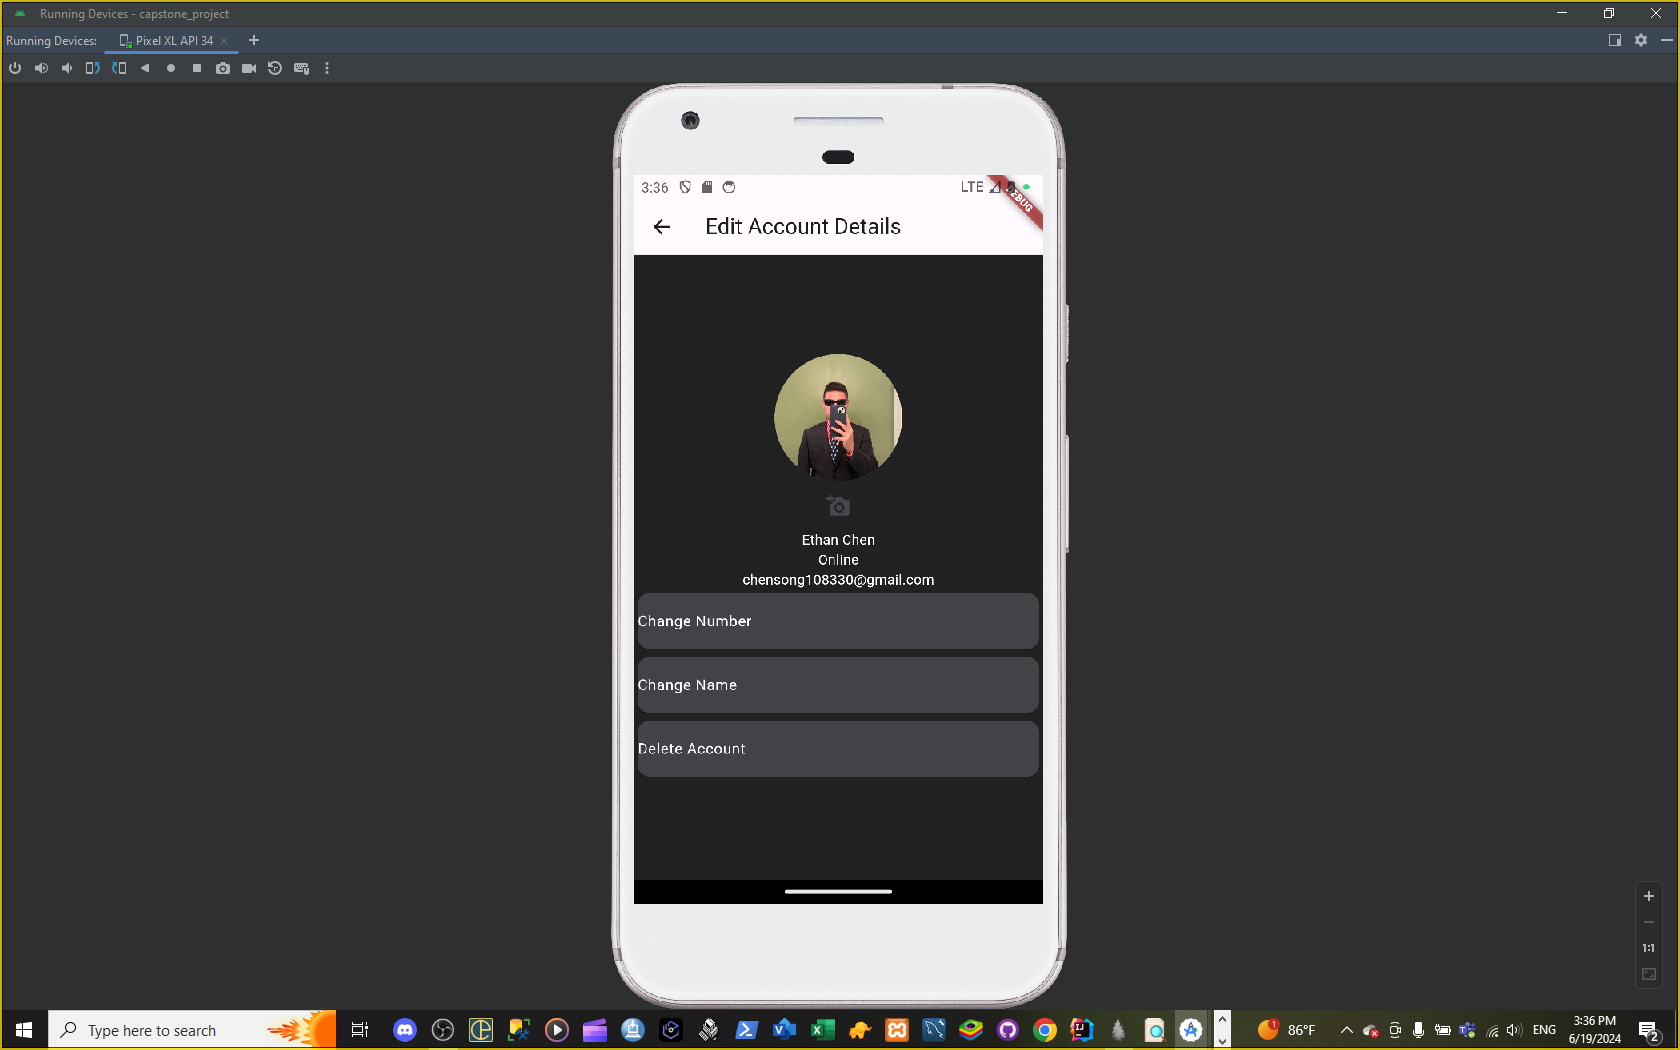 Running Devices - capstone_project
Running Devices:
Pixel XL API 34
3:36
LTE
DEBUG
Edit Account Details
Ethan Chen
Online
chensong108330@gmail.com
Change Number
Change Name
Delete Account
1:1
Type here to search
86°F
ENG
3:36 PM
6/19/2024
2